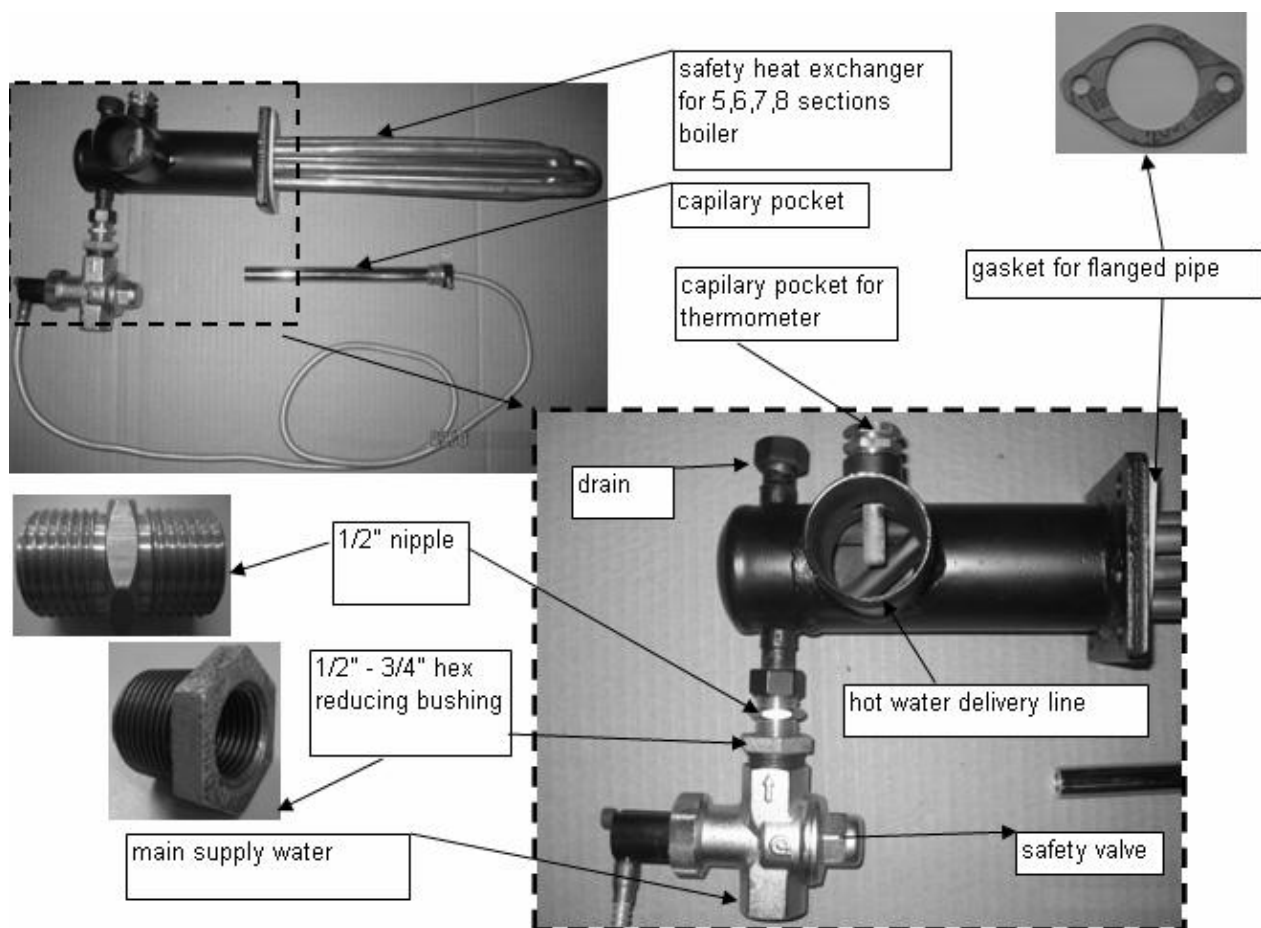 safety heat exchanger
for 5,6,7,8 sections
boiler
capilary pocket
gasket for flanged pipe
capilary pocket for
thermometer
drain
1/2" nipple
1/2" - 3/4" hex
reducing bushing
hot water delivery line
main supply water
safety valve